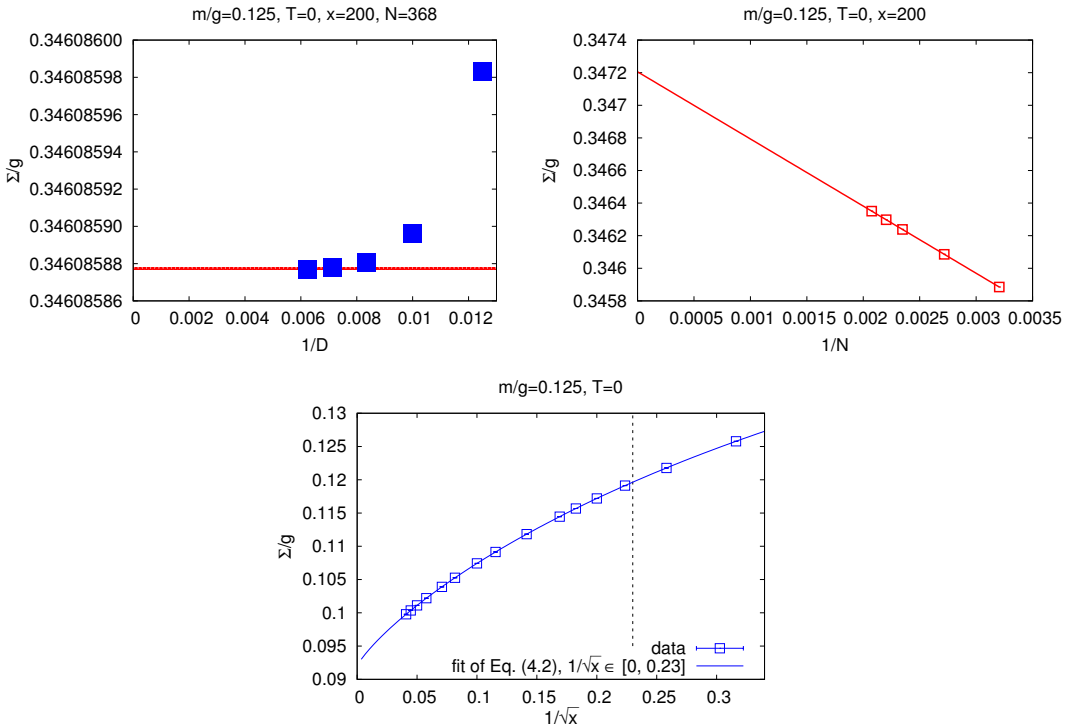 m/g=0.125, T=0, x=200, N=368
0.34608600
0.34608598
0.34608596
0.34608594
0.34608592
0.34608590
0.34608588
0.34608586
Σ/g
0 0.002 0.004 0.006 0.008 0.01 0.012
1/D
m/g=0.125, T=0, x=200
0.3474
0.3472
0.347
0.3468
0.3466
0.3464
0.3462
0.346
0.3458
Σ/g
0 0.0005 0.001 0.0015 0.002 0.0025 0.003 0.0035
1/N
m/g=0.125, T=0
0.13
0.125
0.12
0.115
0.11
0.105
0.1
0.095
0.09
Σ/g
data
fit of Eq. (4.2), 1/√x ∈ [0, 0.23]
0 0.05 0.1 0.15 0.2 0.25 0.3
1/√x